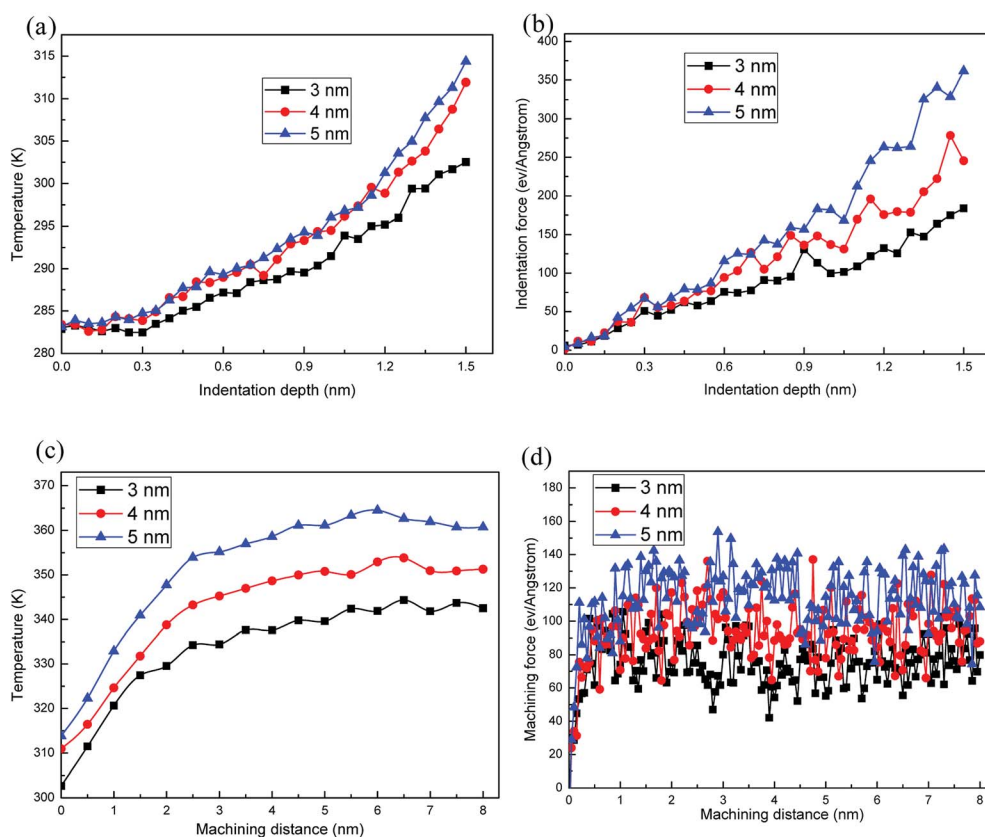 (a)
315
310
305
300
295
290
285
280
Temperature (K)
3 nm
4 nm
5 nm
0.0 0.3 0.6 0.9 1.2 1.5
Indentation depth (nm)
(b)
400
350
300
250
200
150
100
50
0
Indentation force (ev/Angstrom)
3 nm
4 nm
5 nm
0.0 0.3 0.6 0.9 1.2 1.5
Indentation depth (nm)
(c)
370
360
350
340
330
320
310
300
Temperature (K)
3 nm
4 nm
5 nm
0 1 2 3 4 5 6 7 8
Machining distance (nm)
(d)
180
160
140
120
100
80
60
40
20
0
Machining force (ev/Angstrom)
3 nm
4 nm
5 nm
0 1 2 3 4 5 6 7 8
Machining distance (nm)